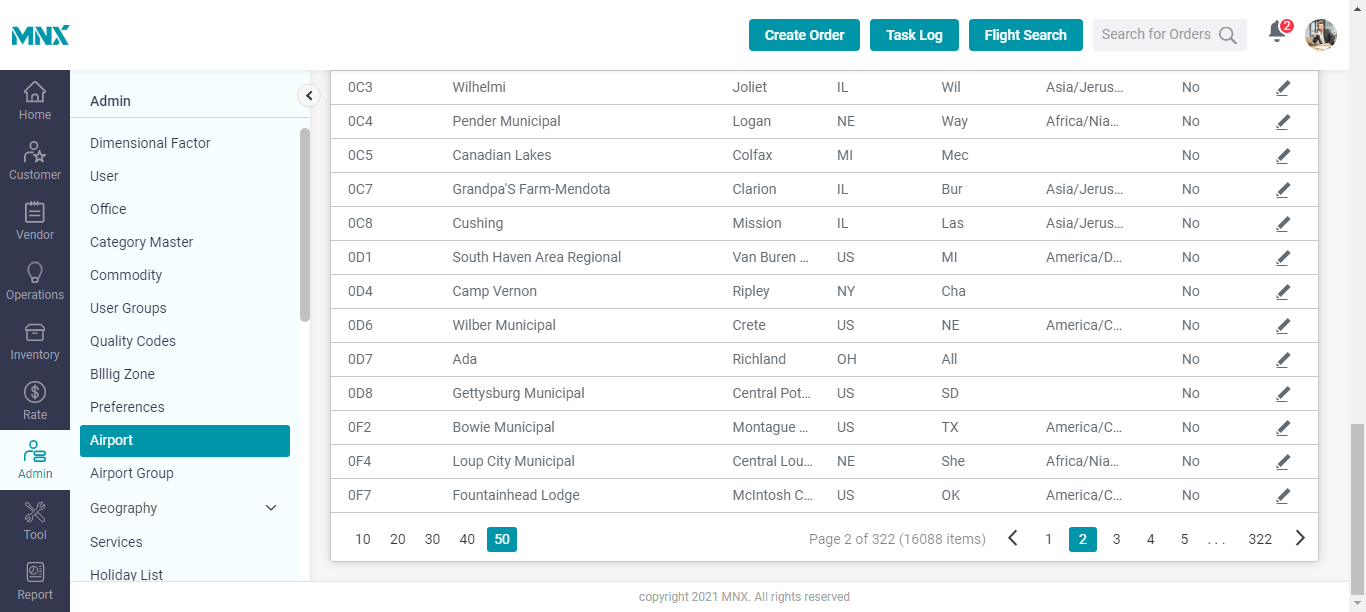 MNX
Create Order
Task Log
Flight Search
Search for Orders
2
Home
Customer
Vendor
Operations
Inventory
Rate
Admin
Tool
Report
Admin
Dimensional Factor
User
Office
Category Master
Commodity
User Groups
Quality Codes
Blllig Zone
Preferences
Airport
Airport Group
Geography
Services
Holiday List
0C3 Wilhelmi Joliet IL Wil Asia/Jerus... No
0C4 Pender Municipal Logan NE Way Africa/Nia... No
0C5 Canadian Lakes Colfax MI Mec No
0C7 Grandpa'S Farm-Mendota Clarion IL Bur Asia/Jerus... No
0C8 Cushing Mission IL Las Asia/Jerus... No
0D1 South Haven Area Regional Van Buren ... US MI America/D... No
0D4 Camp Vernon Ripley NY Cha No
0D6 Wilber Municipal Crete US NE America/C... No
0D7 Ada Richland OH All No
0D8 Gettysburg Municipal Central Pot... US SD No
0F2 Bowie Municipal Montague ... US TX America/C... No
0F4 Loup City Municipal Central Lou... NE She Africa/Nia... No
0F7 Fountainhead Lodge McIntosh C... US OK America/C... No
10 20 30 40 50 Page 2 of 322 (16088 items) 1 2 3 4 5 ... 322
copyright 2021 MNX. All rights reserved